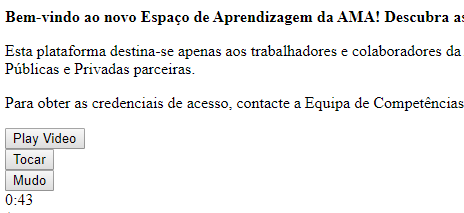 Bem-vindo ao novo Espaço de Aprendizagem da AMA! Descubra as
Esta plataforma destina-se apenas aos trabalhadores e colaboradores da
Públicas e Privadas parceiras.
Para obter as credenciais de acesso, contacte a Equipa de Competências
Play Video
Tocar
Mudo
0:43